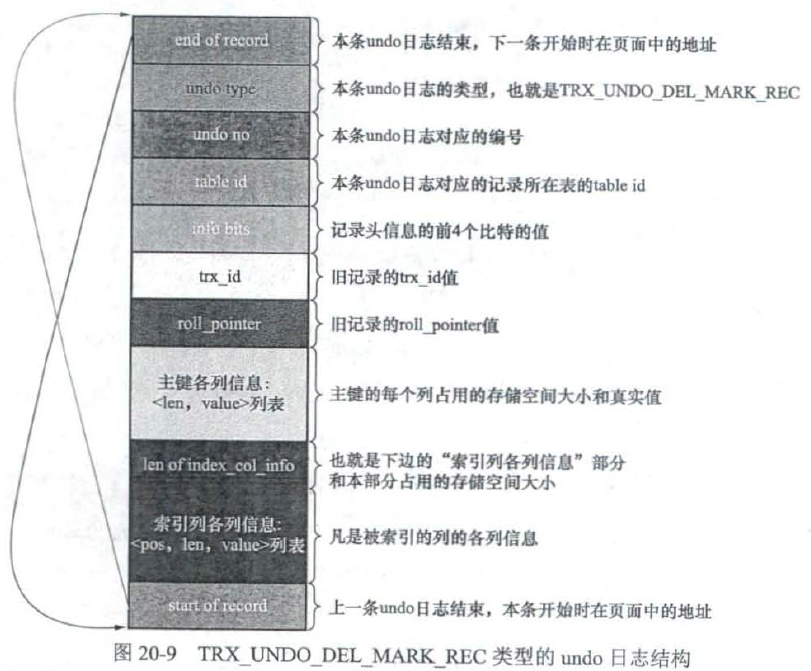 end of record 本条undo日志结束，下一条开始时在页面中的地址
undo type 本条undo日志的类型，也就是TRX_UNDO_DEL_MARK_REC
undo no 本条undo日志对应的编号
table id 本条undo日志对应的记录所在表的table id
info bits 记录头信息的前4个比特的值
trx_id 旧记录的trx_id值
roll_pointer 旧记录的roll_pointer值
主键各列信息：
<len，value>列表
主键的每个列占用的存储空间大小和真实值
len of index_col_info
也就是下边的“索引列各列信息”部分
和本部分占用的存储空间大小
索引列各列信息：
<pos，len，value>列表
凡是被索引的列的各列信息
start of record 上一条undo日志结束，本条开始时在页面中的地址
图 20-9 TRX_UNDO_DEL_MARK_REC 类型的 undo 日志结构